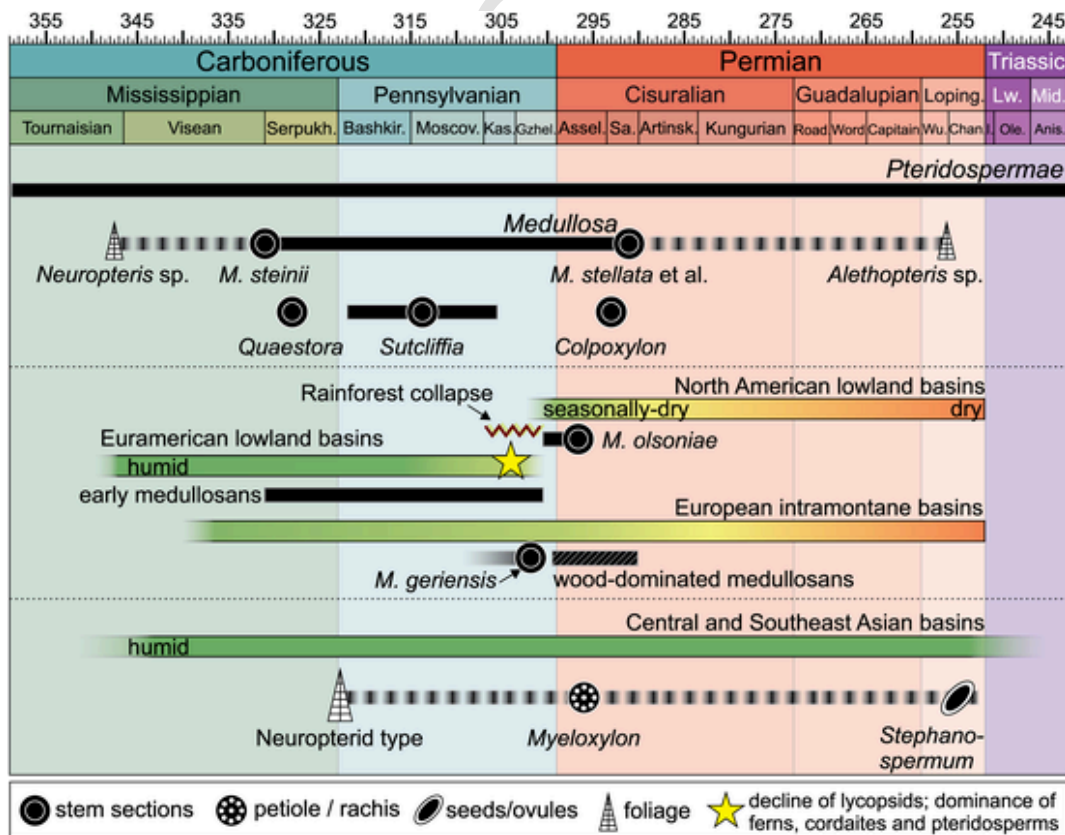 355 345 335 325 315 305 295 285 275 265 255 245
Carboniferous Permian Triassic
Mississippian Pennsylvanian Cisuralian Guadalupian Loping. Lw. Mid.
Tournaisian Visean Serpukh. Bashkir. Moscov. Kas. Gzhel. Assel. Sa. Artinsk. Kungurian Road Word Capitain Wu. Chan. I. Ole. Anis.
Pteridospermae
Medullosa
Neuropteris sp. M. steinii M. stellata et al. Alethopteris sp.
Quaestora Sutcliffia Colpoxylon
North American lowland basins
Rainforest collapse
seasonally-dry dry
Euramerican lowland basins M. olsoniae
humid
early medullosans
European intramontane basins
M. geriensis wood-dominated medullosans
Central and Southeast Asian basins
humid
Neuropterid type Myeloxylon Stephano-
spermum
stem sections petiole / rachis seeds/ovules foliage decline of lycopsids; dominance of
ferns, cordaites and pteridosperms